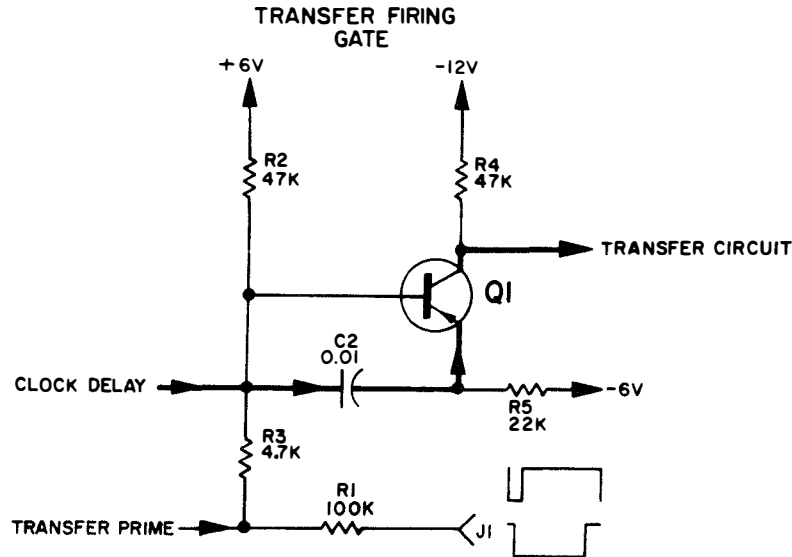 TRANSFER FIRING
GATE
+6V
-12V
R2
47K
R4
47K
TRANSFER CIRCUIT
Q1
C2
0.01
CLOCK DELAY
-6V
R5
22K
R3
4.7K
R1
100K
TRANSFER PRIME
J1